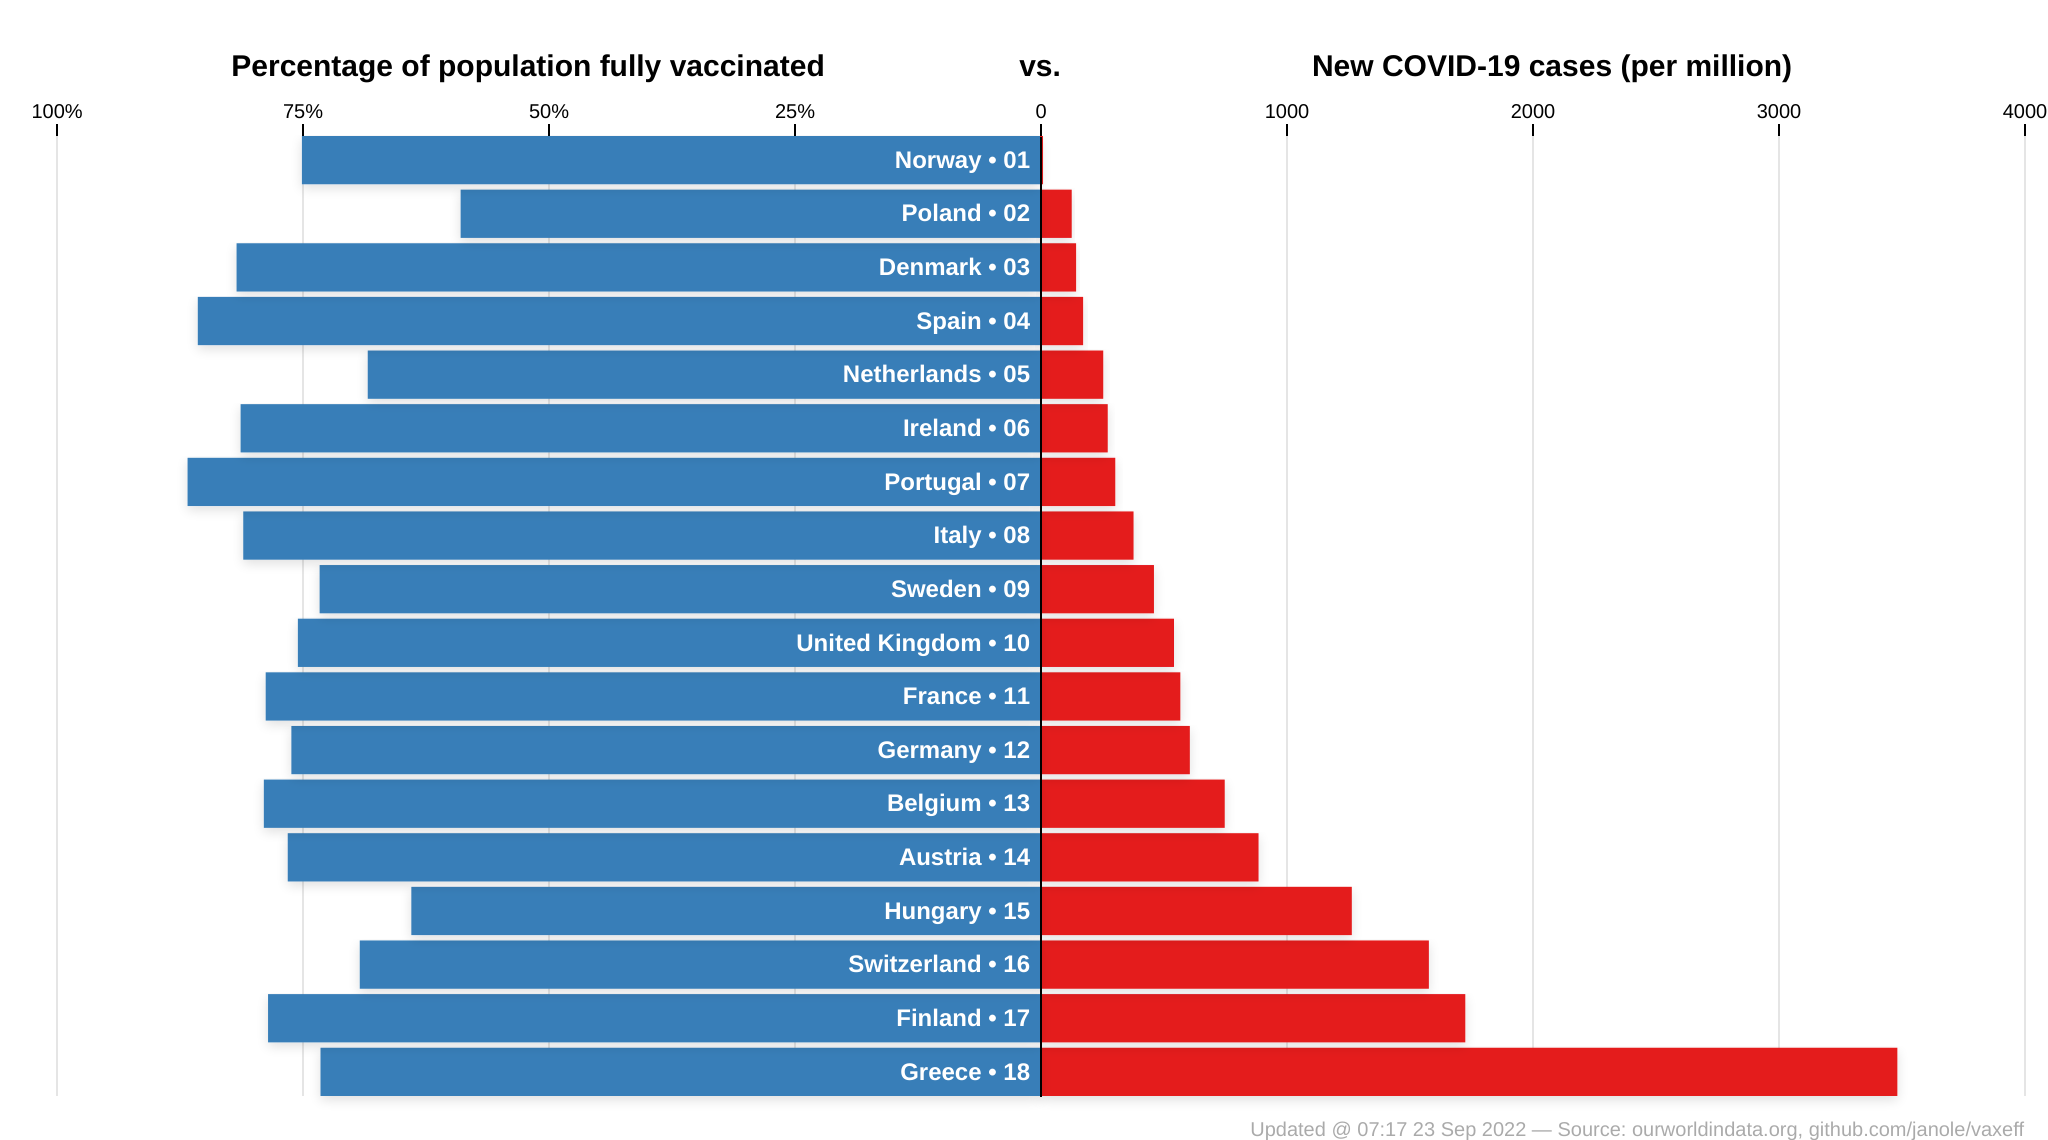 Percentage of population fully vaccinated vs. New COVID-19 cases (per million)
100% 75% 50% 25% 0 1000 2000 3000 4000
Norway • 01
Poland • 02
Denmark • 03
Spain • 04
Netherlands • 05
Ireland • 06
Portugal • 07
Italy • 08
Sweden • 09
United Kingdom • 10
France • 11
Germany • 12
Belgium • 13
Austria • 14
Hungary • 15
Switzerland • 16
Finland • 17
Greece • 18
Updated @ 07:17 23 Sep 2022 — Source: ourworldindata.org, github.com/janole/vaxeff